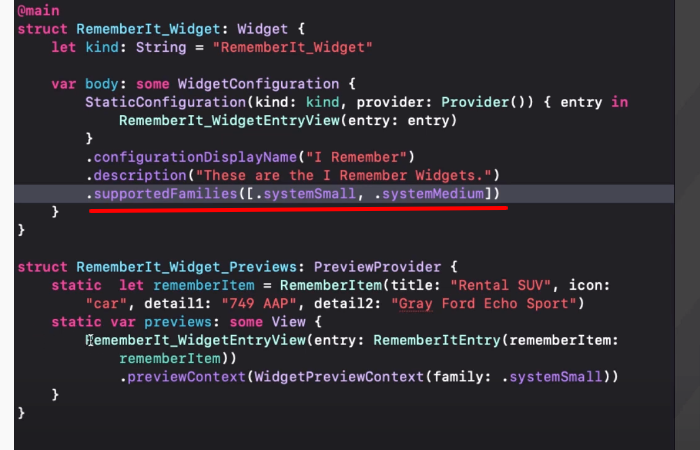 @main
struct RememberIt_Widget: Widget {
    let kind: String = "RememberIt_Widget"

    var body: some WidgetConfiguration {
        StaticConfiguration(kind: kind, provider: Provider()) { entry in
            RememberIt_WidgetEntryView(entry: entry)
        }
        .configurationDisplayName("I Remember")
        .description("These are the I Remember Widgets.")
        .supportedFamilies([.systemSmall, .systemMedium])
    }
}

struct RememberIt_Widget_Previews: PreviewProvider {
    static  let rememberItem = RememberItem(title: "Rental SUV", icon:
        "car", detail1: "749 AAP", detail2: "Gray Ford Echo Sport")
    static var previews: some View {
        RememberIt_WidgetEntryView(entry: RememberItEntry(rememberItem:
            rememberItem))
            .previewContext(WidgetPreviewContext(family: .systemSmall))
    }
}